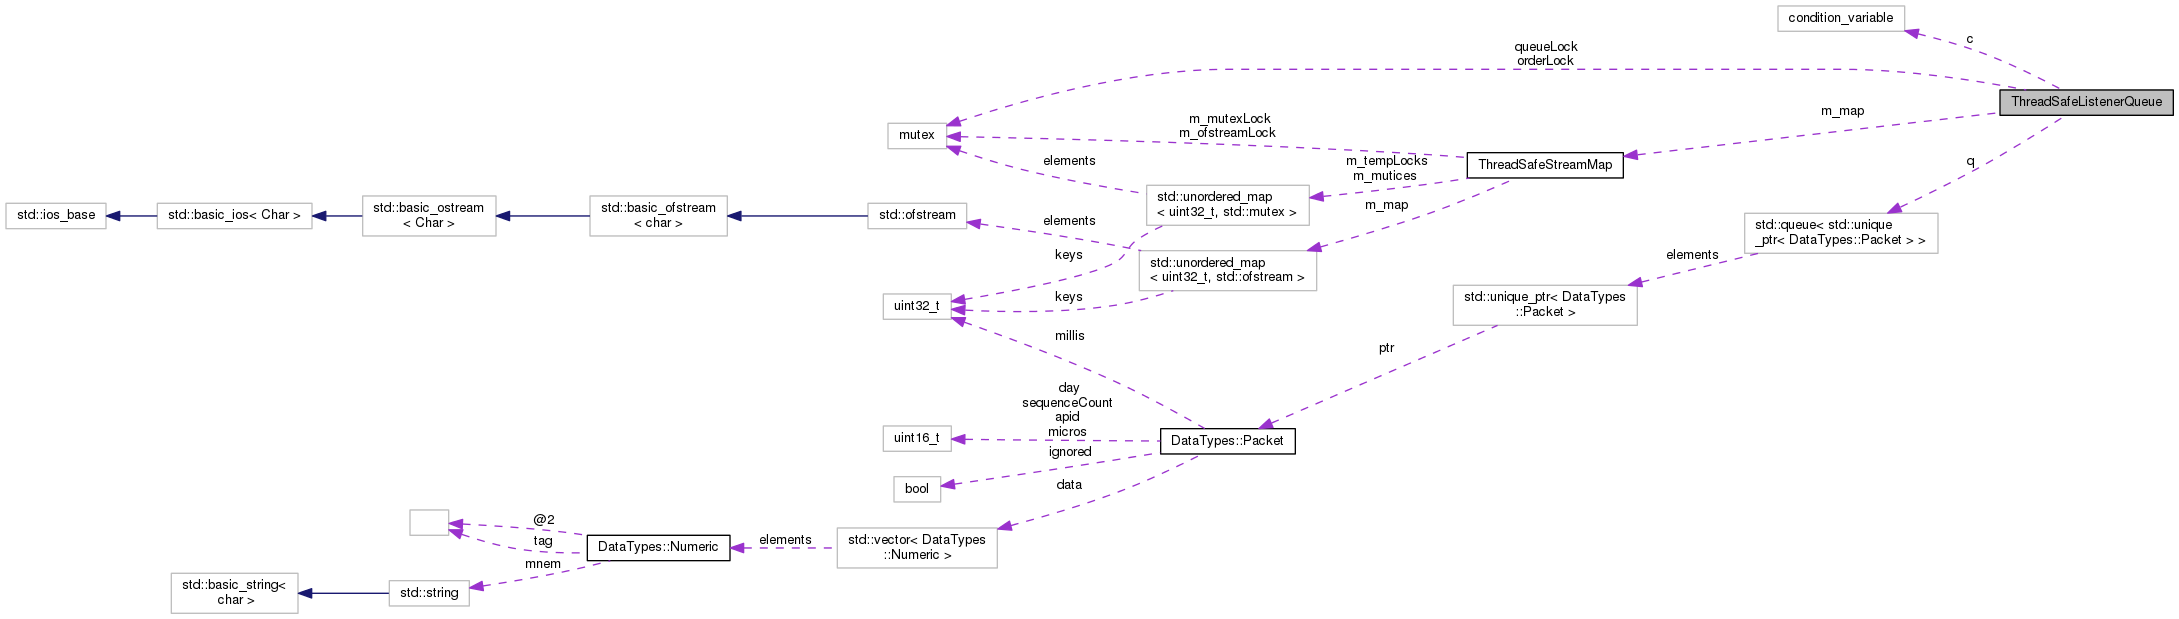 condition_variable
c
queueLock
orderLock
ThreadSafeListenerQueue
m_map
m_mutexLock
m_ofstreamLock
mutex
elements
m_tempLocks
m_mutices
ThreadSafeStreamMap
q
std::unordered_map
< uint32_t, std::mutex >
m_map
std::ios_base
std::basic_ios< Char >
std::basic_ostream
< Char >
std::basic_ofstream
< char >
std::ofstream
elements
std::queue< std::unique
_ptr< DataTypes::Packet > >
keys
std::unordered_map
< uint32_t, std::ofstream >
elements
uint32_t
keys
std::unique_ptr< DataTypes
::Packet >
millis
ptr
day
sequenceCount
apid
micros
uint16_t
DataTypes::Packet
ignored
bool
data
@2
tag
mnem
DataTypes::Numeric
elements
std::vector< DataTypes
::Numeric >
std::basic_string<
char >
std::string